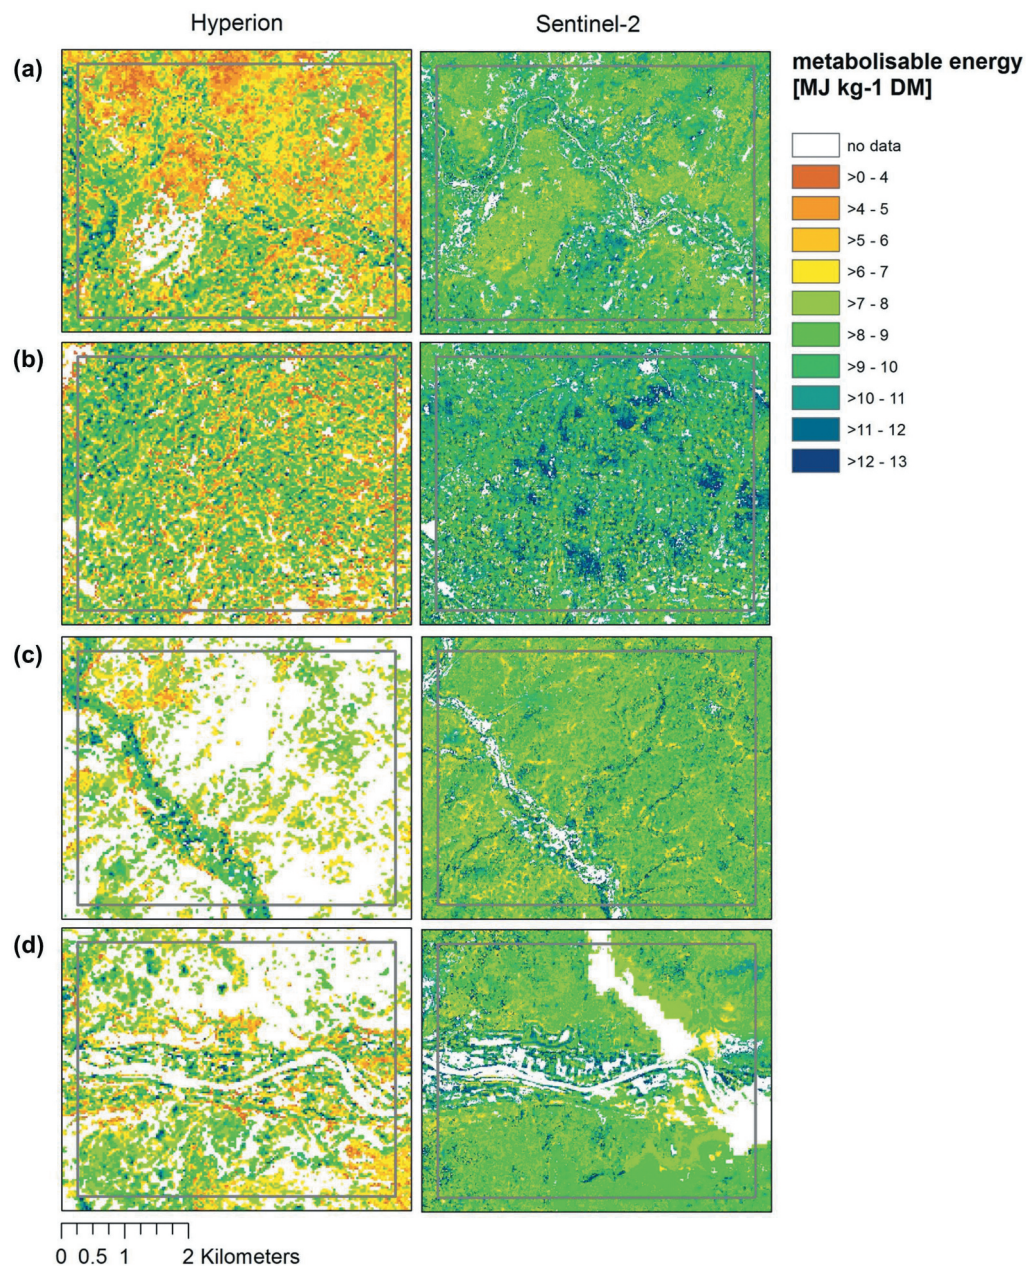 Hyperion
Sentinel-2
metabolisable energy
[MJ kg-1 DM]
no data
>0 - 4
>4 - 5
>5 - 6
>6 - 7
>7 - 8
>8 - 9
>9 - 10
>10 - 11
>11 - 12
>12 - 13
(a)
(b)
(c)
(d)
0 0.5 1 2 Kilometers